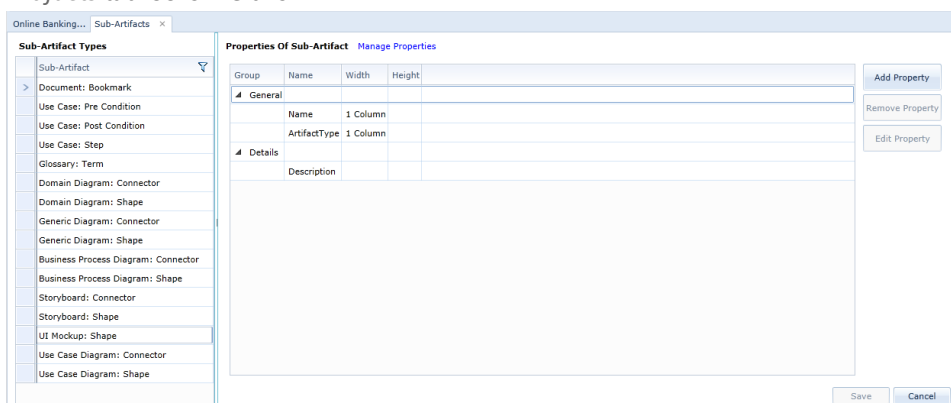 Online Banking... Sub-Artifacts ×
Sub-Artifact Types
Properties Of Sub-Artifact Manage Properties
Sub-Artifact
Document: Bookmark
Use Case: Pre Condition
Use Case: Post Condition
Use Case: Step
Glossary: Term
Domain Diagram: Connector
Domain Diagram: Shape
Generic Diagram: Connector
Generic Diagram: Shape
Business Process Diagram: Connector
Business Process Diagram: Shape
Storyboard: Connector
Storyboard: Shape
UI Mockup: Shape
Use Case Diagram: Connector
Use Case Diagram: Shape
Group Name Width Height
General
Name 1 Column
ArtifactType 1 Column
Details
Description
Add Property
Remove Property
Edit Property
Save Cancel